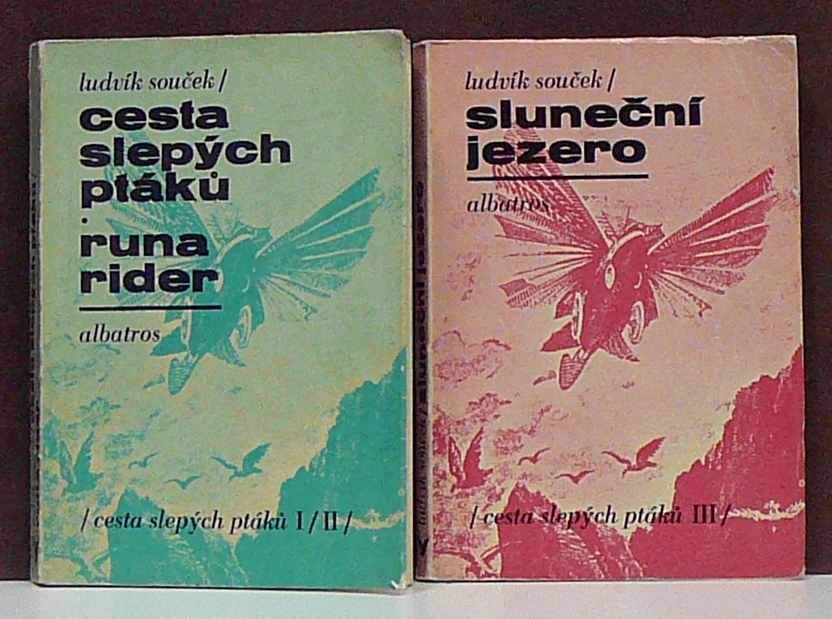 ludvík souček/
cesta
slepých
ptáků
.
runa
rider
albatros
/cesta slepých ptáků I/II/
ludvík souček/
sluneční
jezero
albatros
/cesta slepých ptáků III/